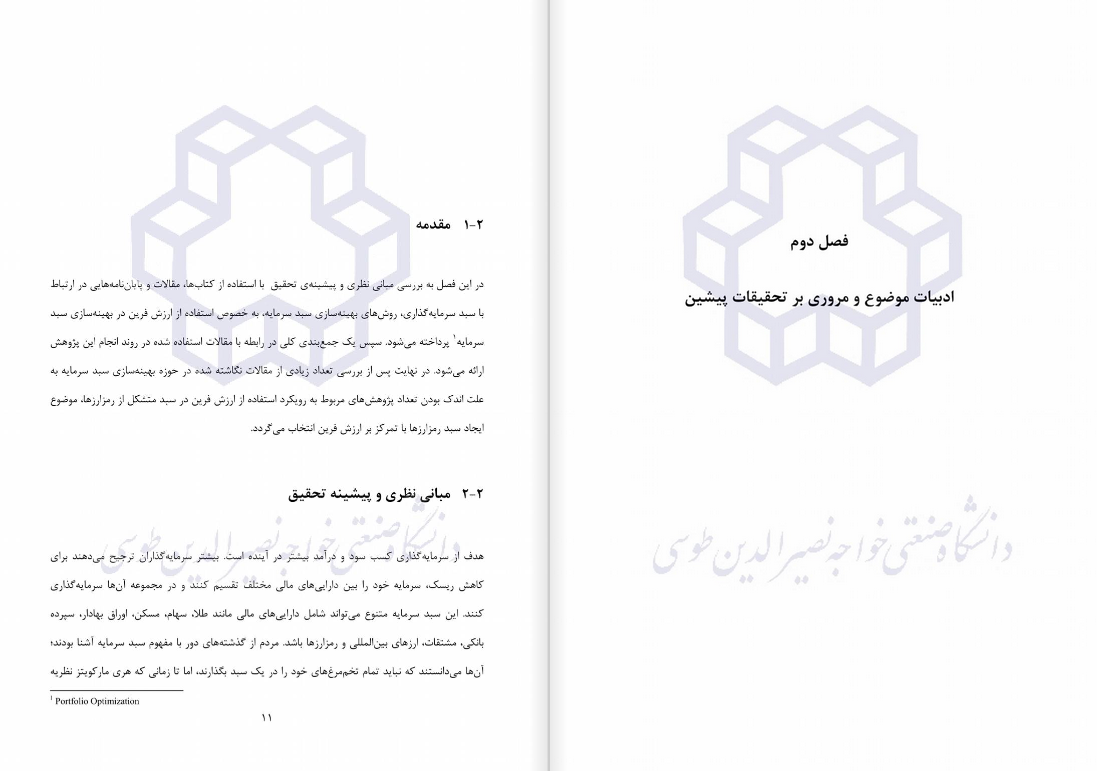 فصل دوم
ادبیات موضوع و مروری بر تحقیقات پیشین
دانشگاه صنعتی خواجه نصیرالدین طوسی
۲-۱ مقدمه
در این فصل به بررسی مبانی نظری و پیشینه‌ی تحقیق با استفاده از کتاب‌ها، مقالات و پایان‌نامه‌هایی در ارتباط
با سبد سرمایه‌گذاری، روش‌های بهینه‌سازی سبد سرمایه، به خصوص استفاده از ارزش فرین در بهینه‌سازی سبد
سرمایه۱ پرداخته می‌شود. سپس یک جمع‌بندی کلی در رابطه با مقالات استفاده شده در روند انجام این پژوهش
ارائه می‌شود. در نهایت پس از بررسی تعداد زیادی از مقالات نگاشته شده در حوزه بهینه‌سازی سبد سرمایه به
علت اندک بودن تعداد پژوهش‌های مربوط به رویکرد استفاده از ارزش فرین در سبد متشکل از رمزارزها، موضوع
ایجاد سبد رمزارزها با تمرکز بر ارزش فرین انتخاب می‌گردد.
۲-۲ مبانی نظری و پیشینه تحقیق
دانشگاه صنعتی خواجه نصیرالدین طوسی
هدف از سرمایه‌گذاری کسب سود و درآمد بیشتر در آینده است. بیشتر سرمایه‌گذاران ترجیح می‌دهند برای
کاهش ریسک، سرمایه خود را بین دارایی‌های مالی مختلف تقسیم کنند و در مجموعه آن‌ها سرمایه‌گذاری
کنند. این سبد سرمایه متنوع می‌تواند شامل دارایی‌های مالی مانند طلا، سهام، مسکن، اوراق بهادار، سپرده
بانکی، مشتقات، ارزهای بین‌المللی و رمزارزها باشد. مردم از گذشته‌های دور با مفهوم سبد سرمایه آشنا بودند؛
آن‌ها می‌دانستند که نباید تمام تخم‌مرغ‌های خود را در یک سبد بگذارند، اما تا زمانی که هری مارکویتز نظریه
1 Portfolio Optimization
۱۱